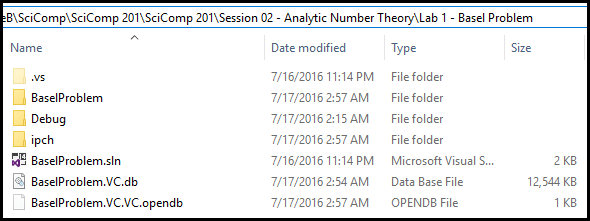 eB\SciComp\SciComp 201\SciComp 201\Session 02 - Analytic Number Theory\Lab 1 - Basel Problem
Name Date modified Type Size
.vs 7/16/2016 11:14 PM File folder
BaselProblem 7/17/2016 2:57 AM File folder
Debug 7/17/2016 2:15 AM File folder
ipch 7/17/2016 2:57 AM File folder
BaselProblem.sln 7/16/2016 11:14 PM Microsoft Visual S... 2 KB
BaselProblem.VC.db 7/17/2016 2:54 AM Data Base File 12,544 KB
BaselProblem.VC.VC.opendb 7/17/2016 2:57 AM OPENDB File 1 KB